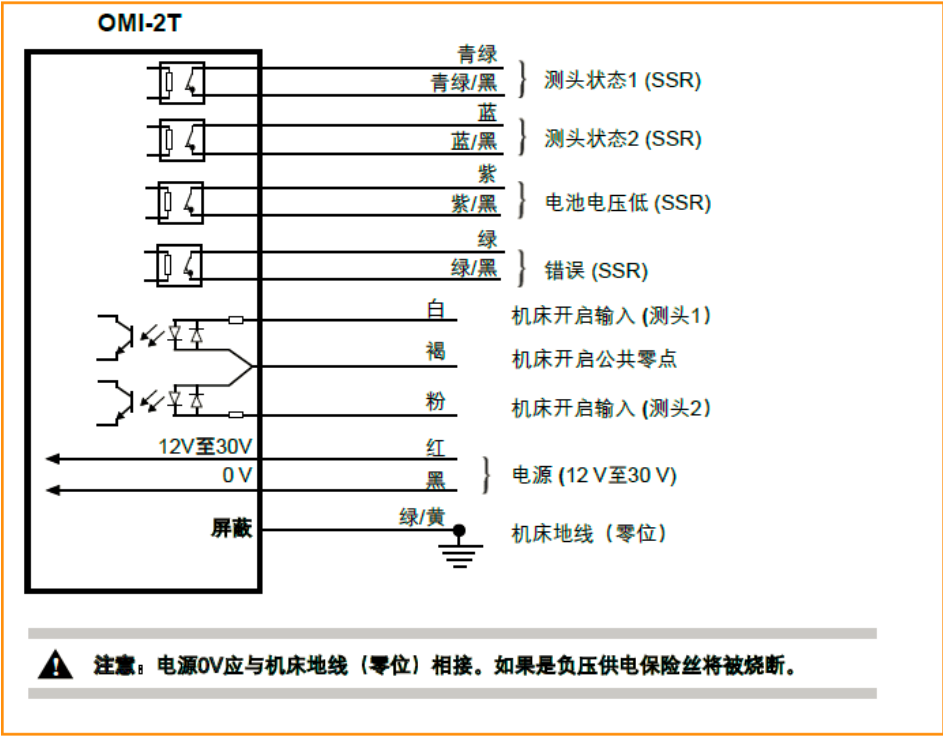 OMI-2T
青绿
青绿/黑
测头状态1 (SSR)
蓝
蓝/黑
测头状态2 (SSR)
紫
紫/黑
电池电压低 (SSR)
绿
绿/黑
错误 (SSR)
白
机床开启输入 (测头1)
褐
机床开启公共零点
粉
机床开启输入 (测头2)
12V至30V
红
0 V
黑
电源 (12 V至30 V)
屏蔽
绿/黄
机床地线（零位）
注意：电源0V应与机床地线（零位）相接。如果是负压供电保险丝将被烧断。